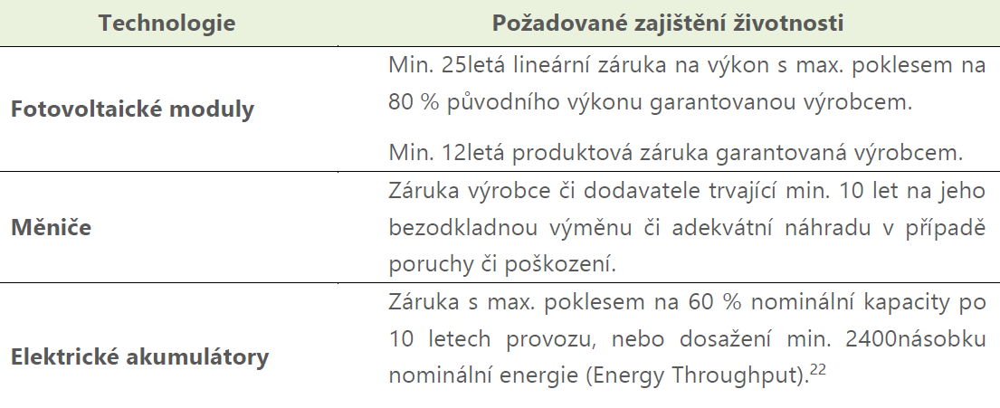 Technologie Požadované zajištění životnosti
Fotovoltaické moduly
Min. 25letá lineární záruka na výkon s max. poklesem na
80 % původního výkonu garantovanou výrobcem.
Min. 12letá produktová záruka garantovaná výrobcem.
Měniče
Záruka výrobce či dodavatele trvající min. 10 let na jeho
bezodkladnou výměnu či adekvátní náhradu v případě
poruchy či poškození.
Elektrické akumulátory
Záruka s max. poklesem na 60 % nominální kapacity po
10 letech provozu, nebo dosažení min. 2400násobku
nominální energie (Energy Throughput).22